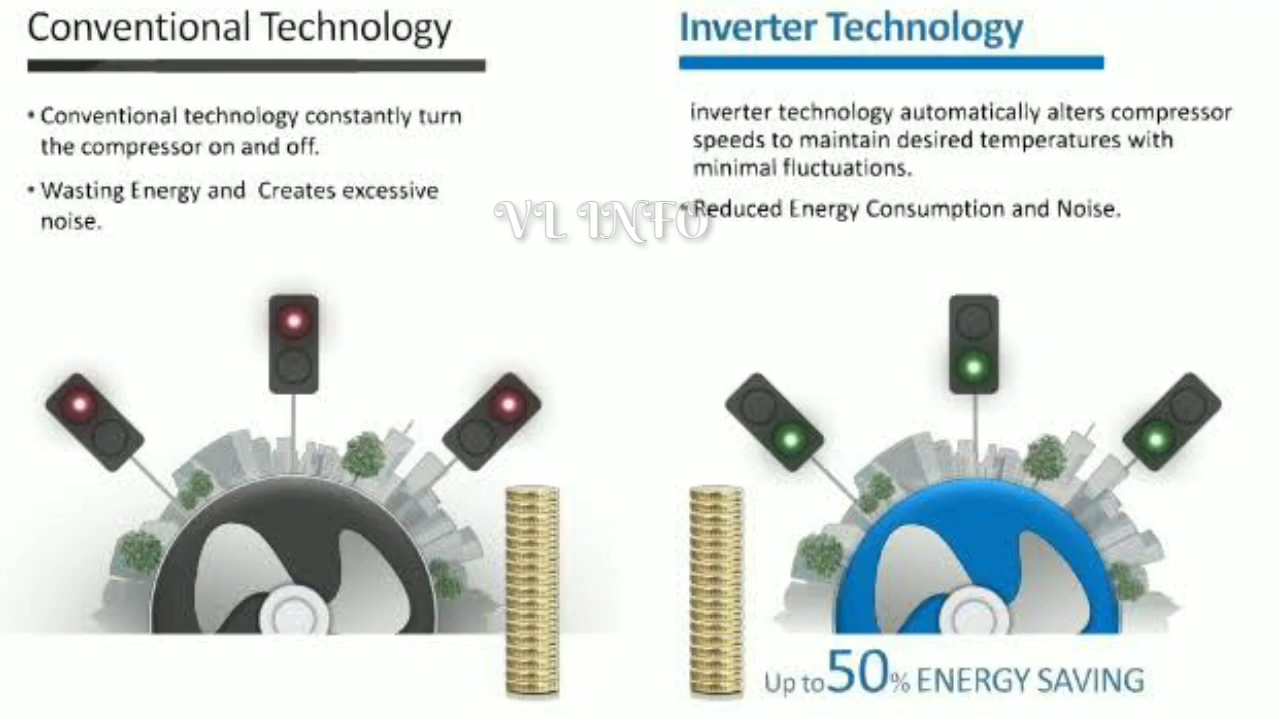 Conventional Technology
• Conventional technology constantly turn
the compressor on and off.
• Wasting Energy and Creates excessive
noise.
Inverter Technology
inverter technology automatically alters compressor
speeds to maintain desired temperatures with
minimal fluctuations.
• Reduced Energy Consumption and Noise.
VL INFO
Up to 50% ENERGY SAVING